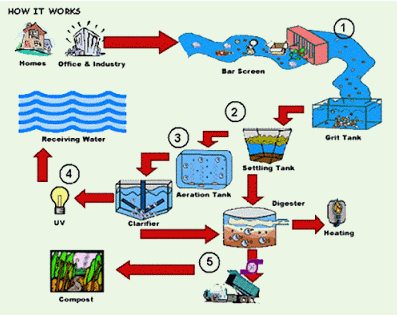 HOW IT WORKS
1
Homes
Office & Industry
Bar Screen
Grit Tank
2
Settling Tank
3
Aeration Tank
Receiving Water
4
UV
Clarifier
Digester
Heating
5
Compost